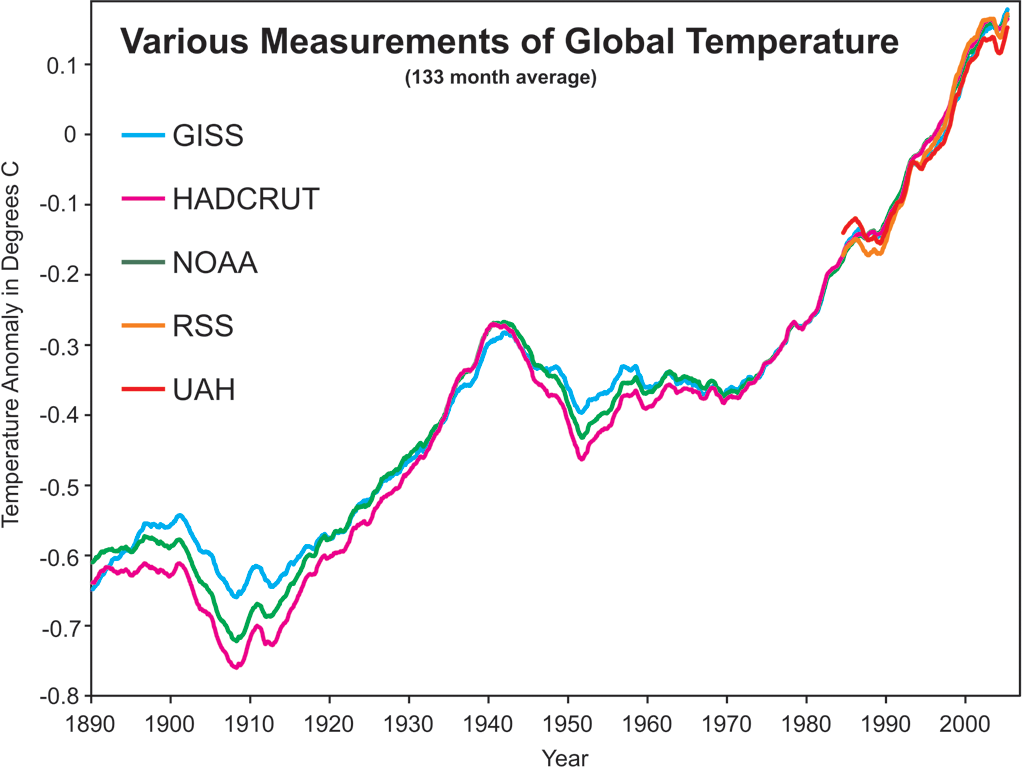 Various Measurements of Global Temperature
(133 month average)
GISS
HADCRUT
NOAA
RSS
UAH
Temperature Anomaly in Degrees C
0.1
0
-0.1
-0.2
-0.3
-0.4
-0.5
-0.6
-0.7
-0.8
1890 1900 1910 1920 1930 1940 1950 1960 1970 1980 1990 2000
Year